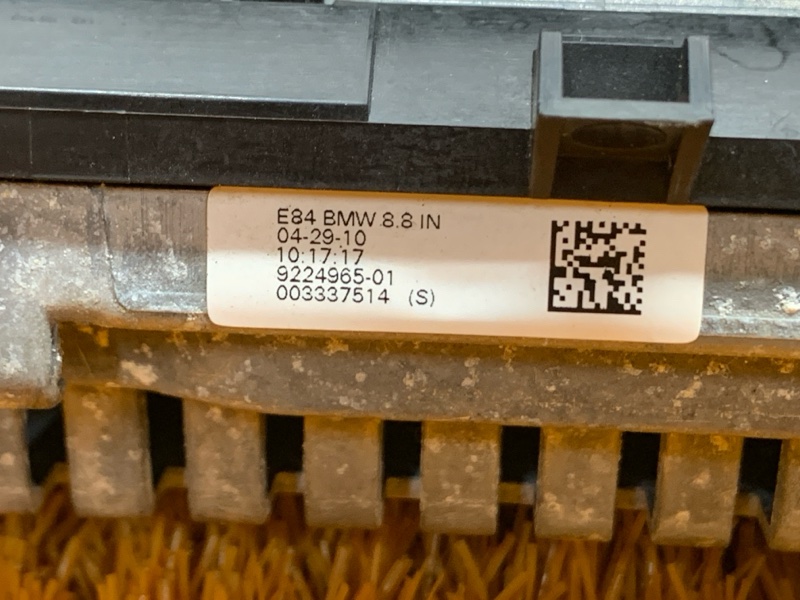 E84 BMW 8.8 IN
04-29-10
10:17:17
9224965-01
003337514 (S)